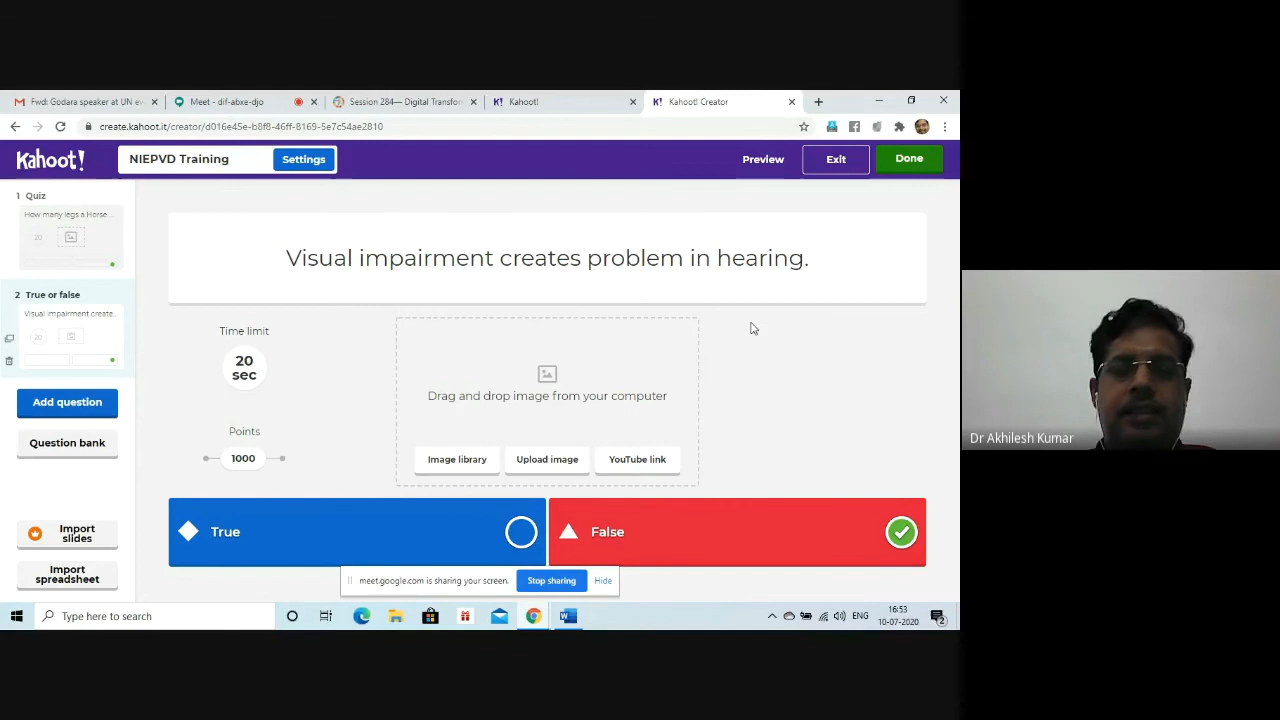 Fwd: Godara speaker at UN ev
Meet - dif-abxe-djo
Session 284— Digital Transfor
K! Kahoot!
K! Kahoot! Creator
create.kahoot.it/creator/d016e45e-b8f8-46ff-8169-5e7c54ae2810
Kahoot!
NIEPVD Training
Settings
Preview
Exit
Done
1 Quiz
How many legs a Horse...
20
2 True or false
Visual impairment create...
20
Add question
Question bank
Import slides
Import spreadsheet
Visual impairment creates problem in hearing.
Time limit
20
sec
Points
1000
Drag and drop image from your computer
Image library
Upload image
YouTube link
True
False
meet.google.com is sharing your screen.
Stop sharing
Hide
Dr Akhilesh Kumar
Type here to search
ENG
16:53
10-07-2020
2